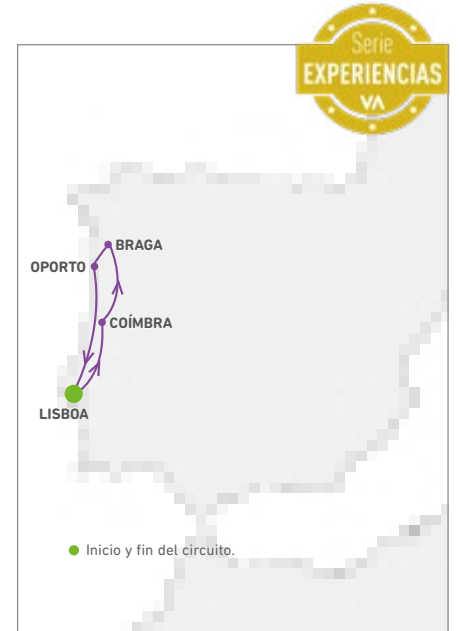 Serie
EXPERIENCIAS
VA
BRAGA
OPORTO
COÍMBRA
LISBOA
Inicio y fin del circuito.